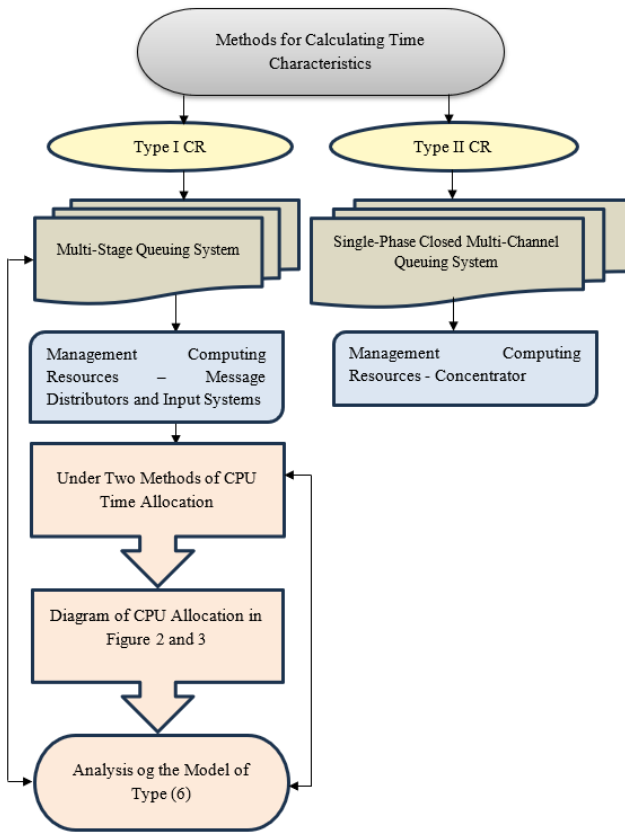 Methods for Calculating Time
Characteristics
Type I CR
Type II CR
Multi-Stage Queuing System
Single-Phase Closed Multi-Channel
Queuing System
Management Computing
Resources – Message
Distributors and Input Systems
Management Computing
Resources - Concentrator
Under Two Methods of CPU
Time Allocation
Diagram of CPU Allocation in
Figure 2 and 3
Analysis og the Model of
Type (6)